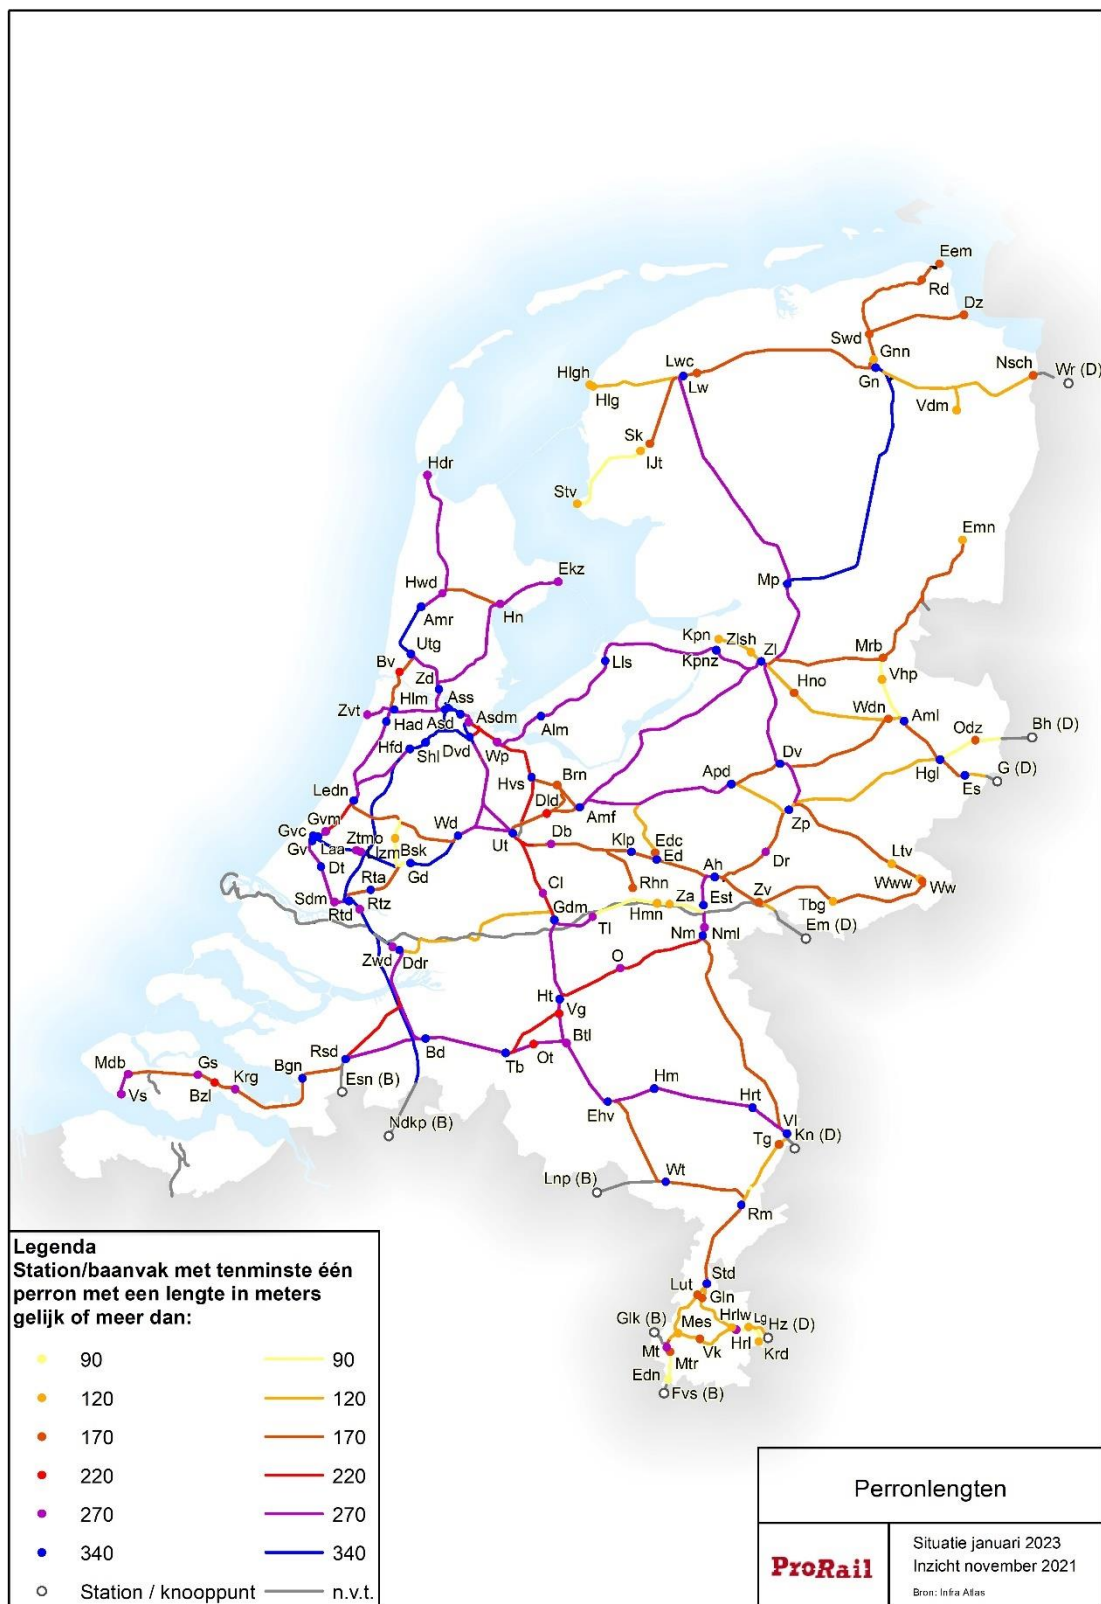 Eem
Rd
Dz
Swd
Gnn
Lwc
Nsch
Hlgh
Gn
Wr (D)
Lw
Hlg
Vdm
Sk
IJt
Hdr
Stv
Emn
Ekz
Mp
Hwd
Hn
Amr
Kpn
Zlsh
Utg
Zl
Mrb
Bv
Lls
Kpnz
Vhp
Zd
Hno
Hlm
Ass
Wdn
Zvt
Asdm
Aml
Had
Asd
Alm
Odz
Bh (D)
Hfd
Shl
Dvd
Wp
Dv
Hgl
G (D)
Hvs
Brn
Apd
Es
Ledn
Dld
Gvm
Amf
Zp
Gvc
Ztmo
Wd
Ut
Db
Klp
Edc
Gv
Laa
Lzm
Bsk
Ed
Dr
Ltv
Dt
Gd
Ah
Rta
Rhn
Www
Ww
Sdm
Rtz
Cl
Za
Est
Zv
Tbg
Rtd
Gdm
Hmn
Tl
Em (D)
Zwd
Ddr
Nm
Nml
O
Ht
Vg
Rsd
Bd
Btl
Mdb
Gs
Bgn
Tb
Ot
Vs
Bzl
Krg
Esn (B)
Hm
Hrt
Ehv
Ndkp (B)
Vl
Tg
Kn (D)
Lnp (B)
Wt
Rm
Legenda
Station/baanvak met tenminste één
perron met een lengte in meters
gelijk of meer dan:
Std
Lut
Gln
Glk (B)
Mes
Hrlw
Lg
Hz (D)
Mt
Vk
Hrl
Krd
Mtr
Edn
Fvs (B)
90 90
120 120
170 170
220 220
270 270
340 340
Station / knooppunt n.v.t.
Perronlengten
ProRail
Situatie januari 2023
Inzicht november 2021
Bron: Infra Atlas